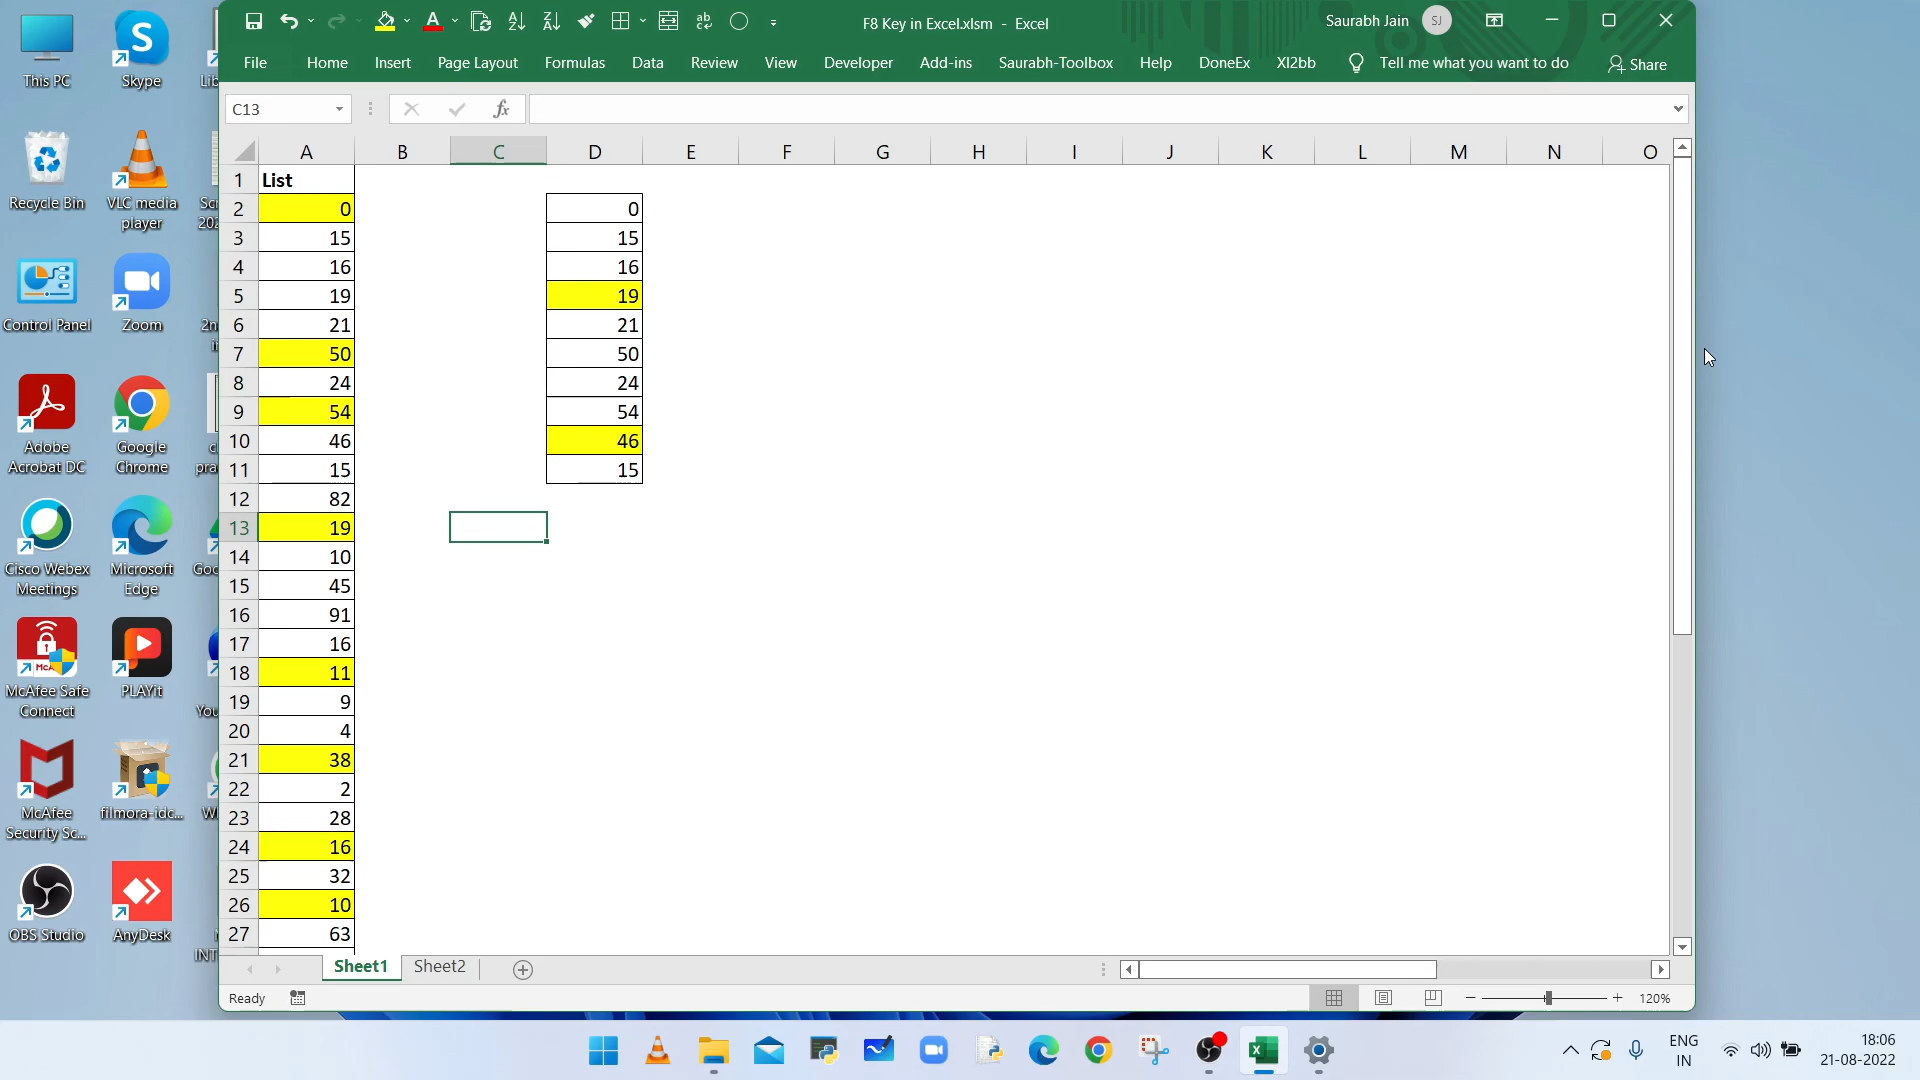 This PC
Skype
Lib
Recycle Bin
VLC media player
Control Panel
Zoom
Adobe Acrobat DC
Google Chrome
Cisco Webex Meetings
Microsoft Edge
McAfee Safe Connect
PLAYit
McAfee Security Sc...
filmora-idc...
OBS Studio
AnyDesk
F8 Key in Excel.xlsm - Excel
Saurabh Jain
SJ
File Home Insert Page Layout Formulas Data Review View Developer Add-ins Saurabh-Toolbox Help DoneEx Xl2bb Tell me what you want to do Share
C13
fx
A B C D E F G H I J K L M N O
1 List
2 0 0
3 15 15
4 16 16
5 19 19
6 21 21
7 50 50
8 24 24
9 54 54
10 46 46
11 15 15
12 82
13 19
14 10
15 45
16 91
17 16
18 11
19 9
20 4
21 38
22 2
23 28
24 16
25 32
26 10
27 63
Sheet1 Sheet2
Ready
120%
ENG
IN
18:06
21-08-2022